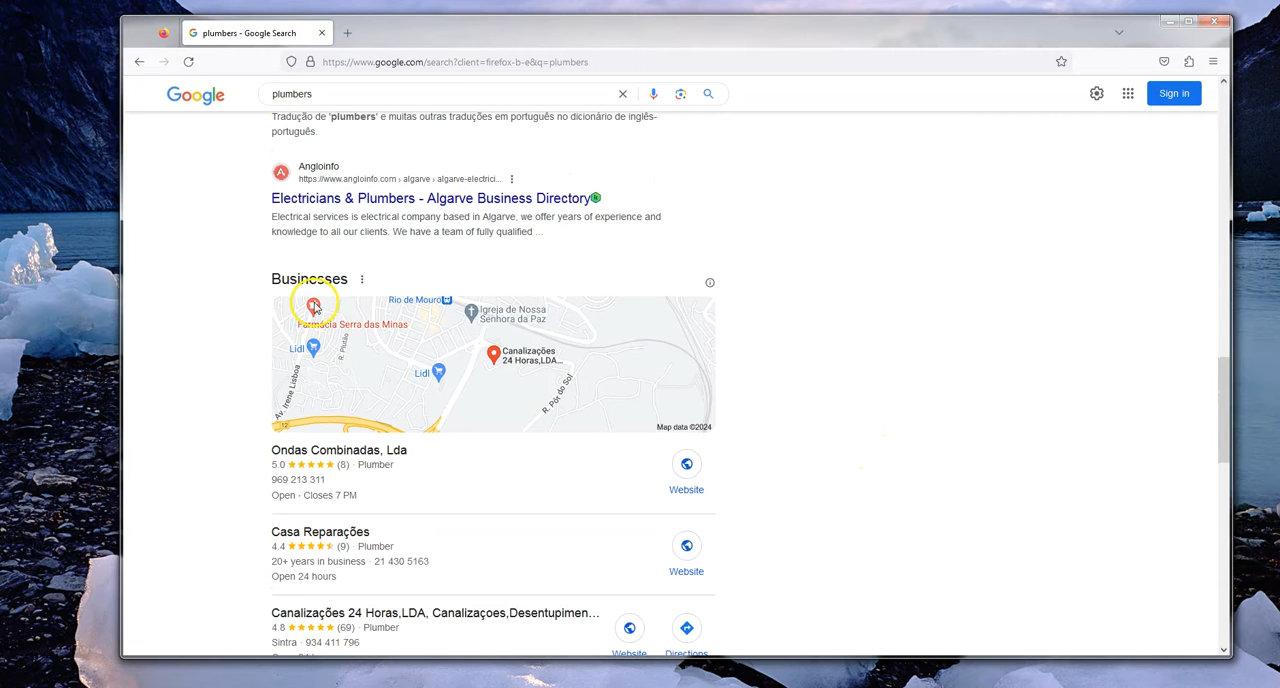 plumbers - Google Search
https://www.google.com/search?client=firefox-b-e&q=plumbers
Google
plumbers
Sign in
Tradução de 'plumbers' e muitas outras traduções em português no dicionário de inglês-
português.
Angloinfo
https://www.angloinfo.com › algarve › algarve-electrici...
Electricians & Plumbers - Algarve Business Directory
Electrical services is electrical company based in Algarve, we offer years of experience and
knowledge to all our clients. We have a team of fully qualified ...
Businesses
Rio de Mouro
Igreja de Nossa
Senhora da Paz
Farmácia Serra das Minas
Lidl
R. Plutão
Canalizações
24 Horas,LDA...
Lidl
Av. Irene Lisboa
R. Pôr do Sol
12
Map data ©2024
Ondas Combinadas, Lda
5.0 (8) · Plumber
969 213 311
Open · Closes 7 PM
Website
Casa Reparações
4.4 (9) · Plumber
20+ years in business · 21 430 5163
Open 24 hours
Website
Canalizações 24 Horas,LDA, Canalizaçoes,Desentupimen...
4.8 (69) · Plumber
Sintra · 934 411 796
Website
Directions